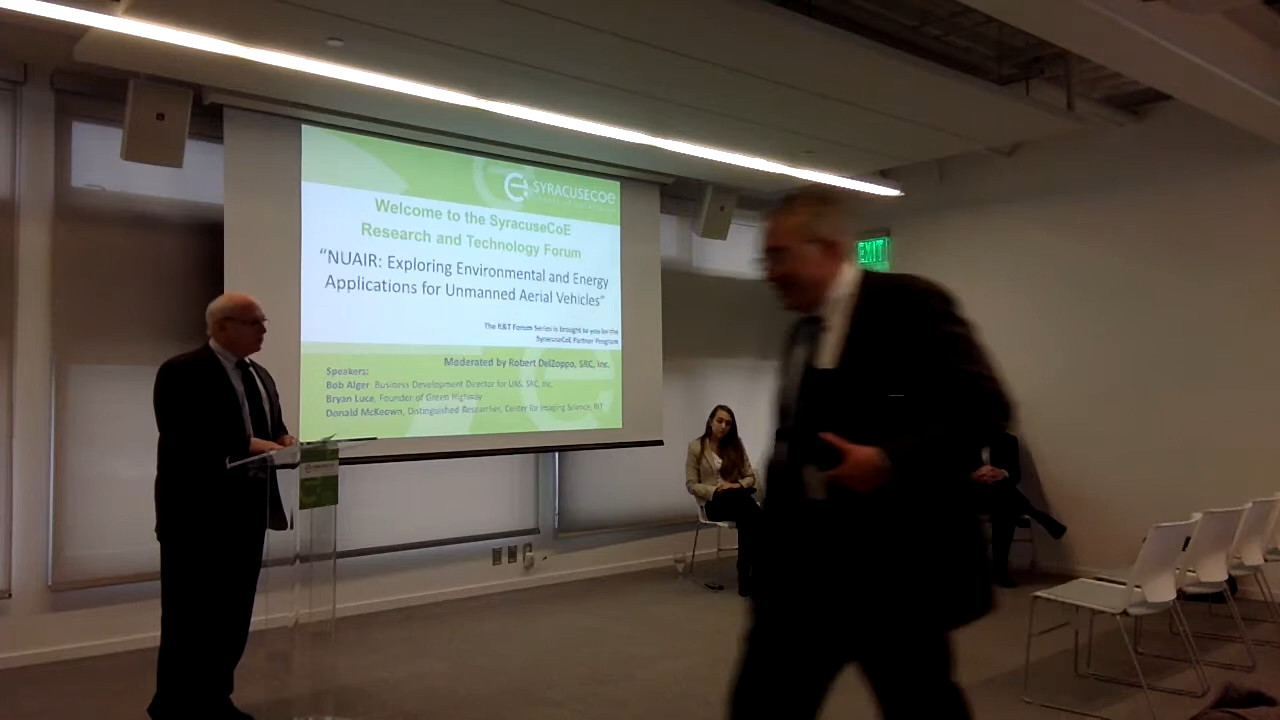 SYRACUSECOE
Welcome to the SyracuseCoE
Research and Technology Forum
“NUAIR: Exploring Environmental and Energy
Applications for Unmanned Aerial Vehicles”
The R&T Forum Series is brought to you by the
SyracuseCoE Partner Program
Moderated by Robert DelZoppo, SRC, Inc.
Speakers:
Bob Alger, Business Development Director for UAS, SRC, Inc.
Bryan Luce, Founder of Green Highway
Donald McKeown, Distinguished Researcher, Center for Imaging Science, RIT
EXIT